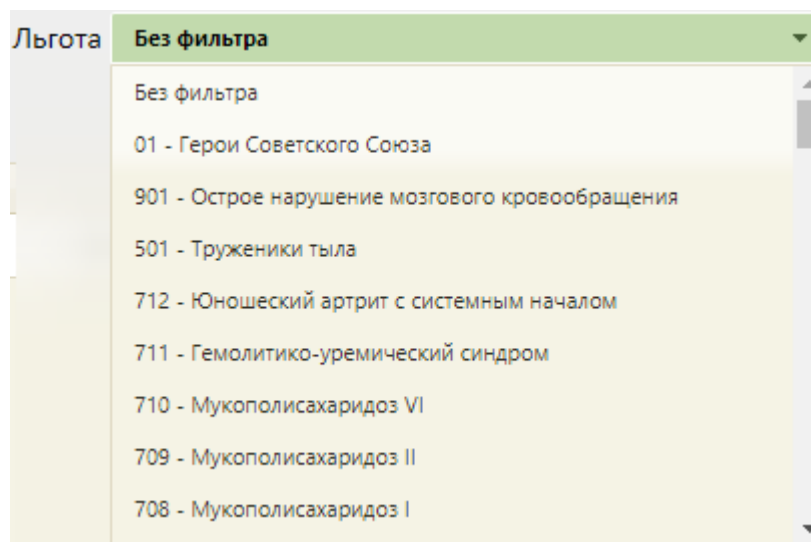 Льгота Без фильтра
Без фильтра
01 - Герои Советского Союза
901 - Острое нарушение мозгового кровообращения
501 - Труженики тыла
712 - Юношеский артрит с системным началом
711 - Гемолитико-уремический синдром
710 - Мукополисахаридоз VI
709 - Мукополисахаридоз II
708 - Мукополисахаридоз I